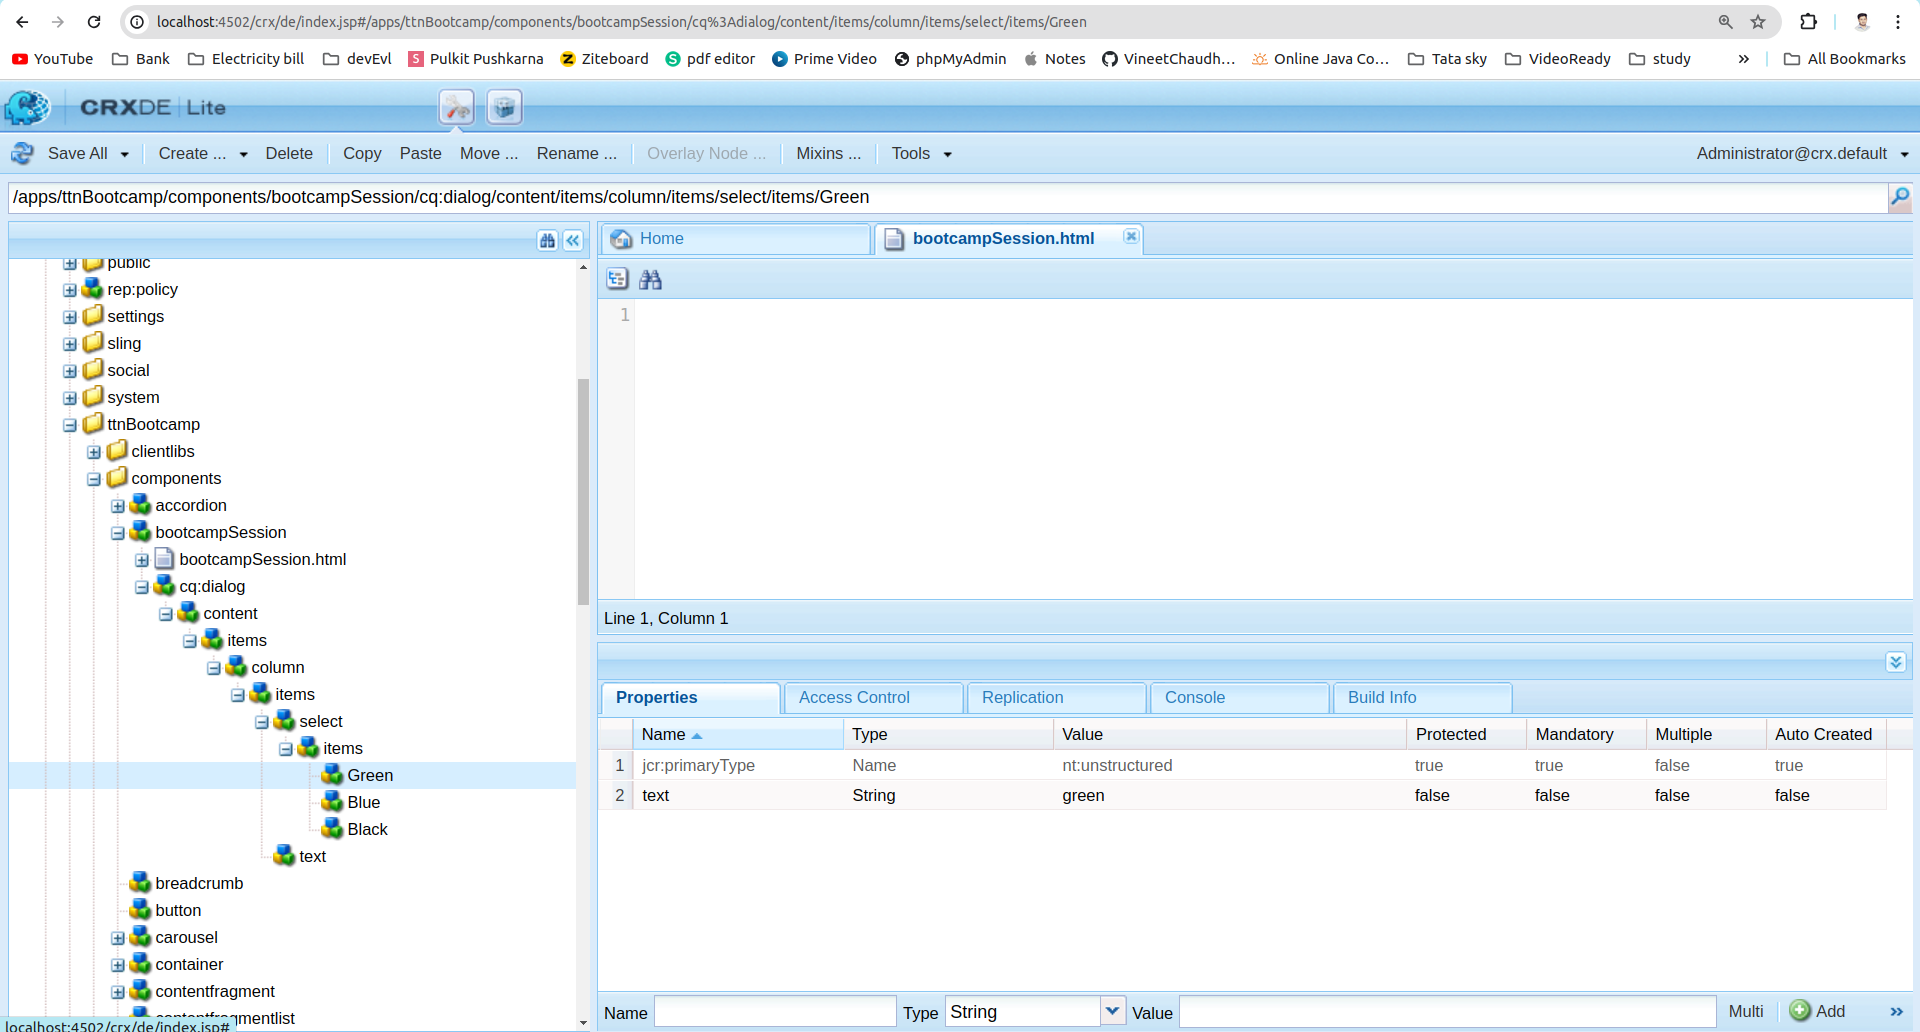 localhost:4502/crx/de/index.jsp#/apps/ttnBootcamp/components/bootcampSession/cq%3Adialog/content/items/column/items/select/items/Green
YouTube Bank Electricity bill devEvl S Pulkit Pushkarna Ziteboard pdf editor Prime Video phpMyAdmin Notes VineetChaudh... Online Java Co... Tata sky VideoReady study » All Bookmarks
CRXDE | Lite
Save All Create ... Delete Copy Paste Move ... Rename ... Overlay Node ... Mixins ... Tools Administrator@crx.default
/apps/ttnBootcamp/components/bootcampSession/cq:dialog/content/items/column/items/select/items/Green
Home bootcampSession.html
public
rep:policy
settings
sling
social
system
ttnBootcamp
clientlibs
components
accordion
bootcampSession
bootcampSession.html
cq:dialog
content
items
column
items
select
items
Green
Blue
Black
text
breadcrumb
button
carousel
container
contentfragment
contentfragmentlist
localhost:4502/crx/de/index.jsp#
1
Line 1, Column 1
Properties Access Control Replication Console Build Info
Name Type Value Protected Mandatory Multiple Auto Created
1 jcr:primaryType Name nt:unstructured true true false true
2 text String green false false false false
Name Type String Value Multi Add »